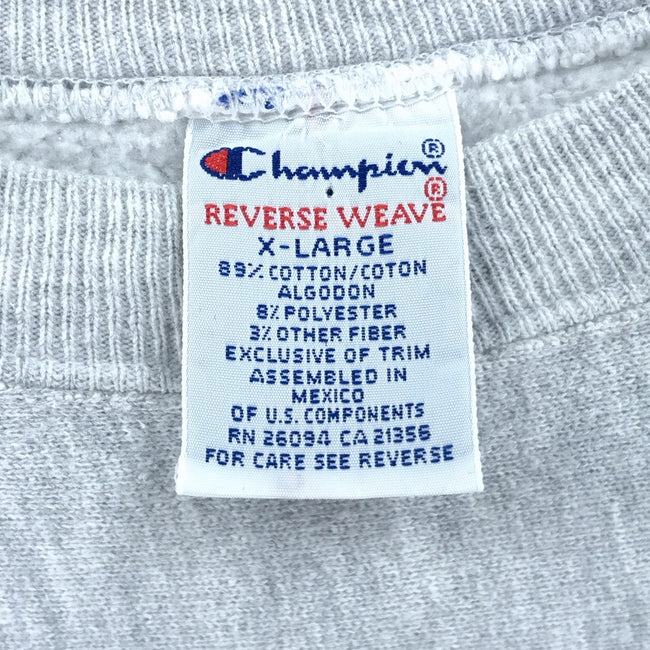 Champion®
REVERSE WEAVE®
X-LARGE
89% COTTON/COTON
ALGODON
8% POLYESTER
3% OTHER FIBER
EXCLUSIVE OF TRIM
ASSEMBLED IN
MEXICO
OF U.S. COMPONENTS
RN 26094 CA 21356
FOR CARE SEE REVERSE